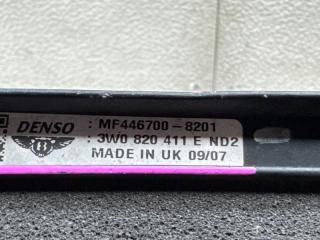 DENSO : MF446700-8201
B : 3W0 820 411 E ND2
MADE IN UK 09/07